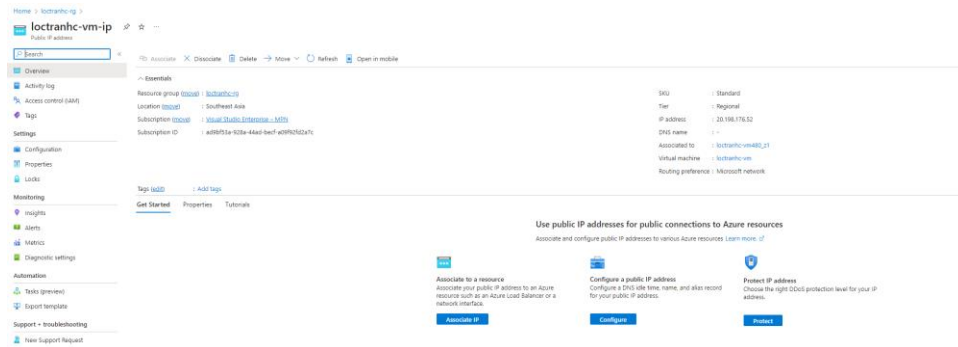 Home > loctranhc-rg >
loctranhc-vm-ip
Public IP address
Search
Overview
Activity log
Access control (IAM)
Tags
Settings
Configuration
Properties
Locks
Monitoring
Insights
Alerts
Metrics
Diagnostic settings
Automation
Tasks (preview)
Export template
Support + troubleshooting
New Support Request
Associate Dissociate Delete Move Refresh Open in mobile
Essentials
Resource group (move) : loctranhc-rg
Location (move) : Southeast Asia
Subscription (move) : Visual Studio Enterprise – MPN
Subscription ID
SKU : Standard
Tier : Regional
IP address : 20.198.176.52
DNS name : -
Associated to : loctranhc-vm480_z1
Virtual machine : loctranhc-vm
Routing preference : Microsoft network
Tags (edit) : Add tags
Get Started Properties Tutorials
Use public IP addresses for public connections to Azure resources
Associate and configure public IP addresses to various Azure resources Learn more.
Associate to a resource
Associate your public IP address to an Azure
resource such as an Azure Load Balancer or a
network interface.
Associate IP
Configure a public IP address
Configure a DNS idle time, name, and alias record
for your public IP address.
Configure
Protect IP address
Choose the right DDoS protection level for your IP
address.
Protect